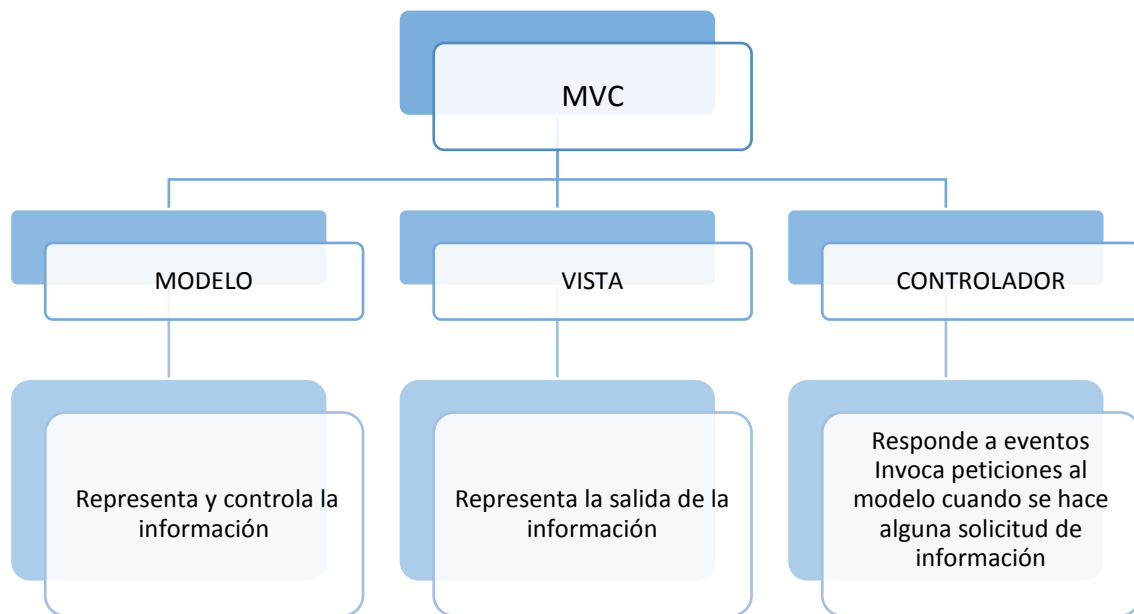 MVC
MODELO
VISTA
CONTROLADOR
Representa y controla la
información
Representa la salida de la
información
Responde a eventos
Invoca peticiones al
modelo cuando se hace
alguna solicitud de
información